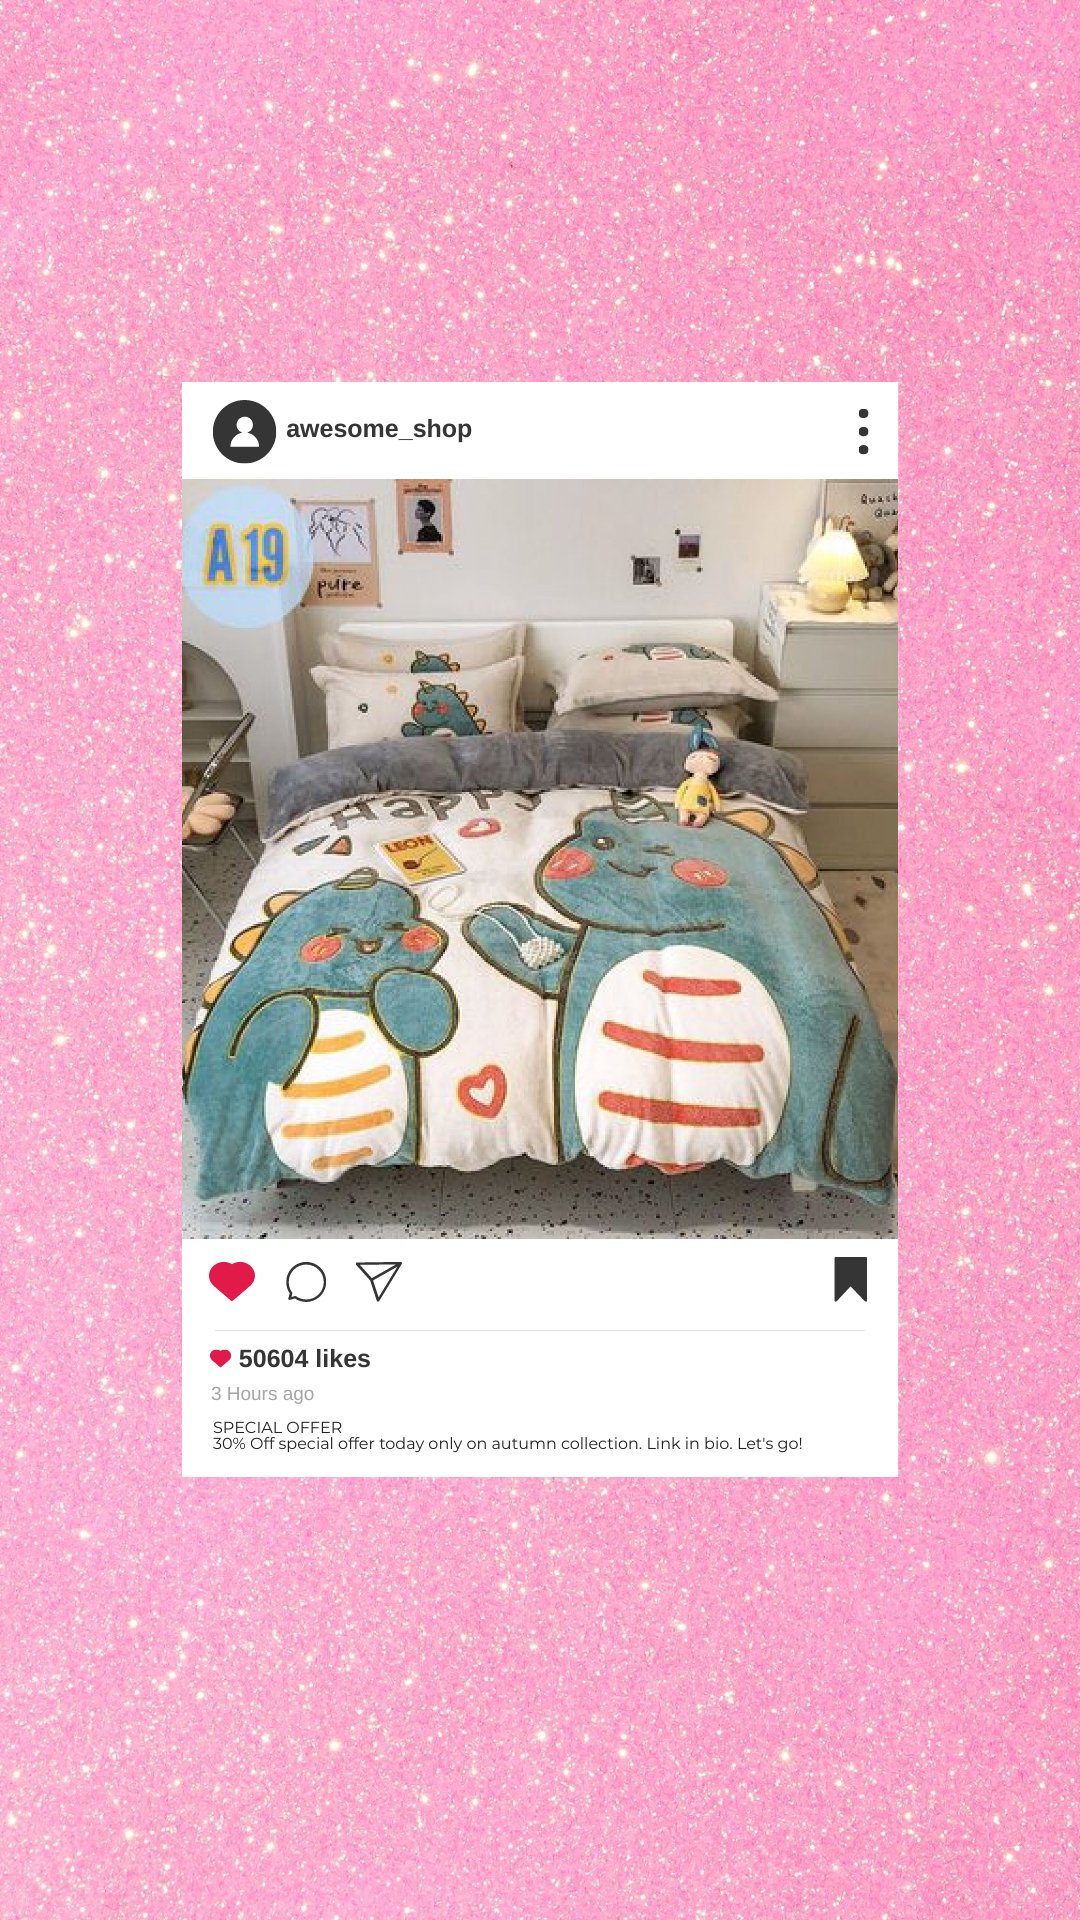 awesome_shop
A 19
pure
Happy
LEON
50604 likes
3 Hours ago
SPECIAL OFFER
30% Off special offer today only on autumn collection. Link in bio. Let's go!